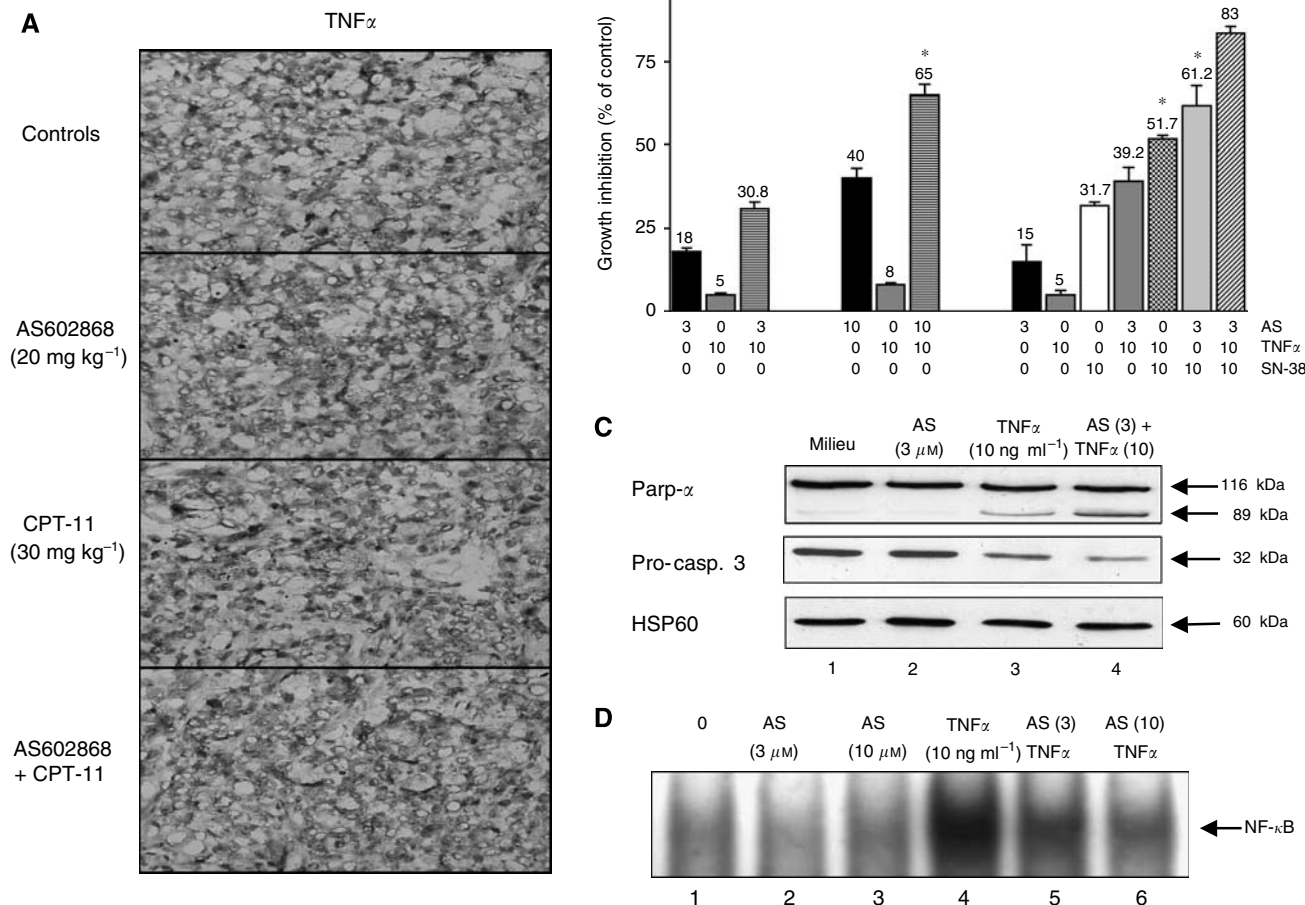 A
TNFα
Controls
AS602868
(20 mg kg⁻¹)
CPT-11
(30 mg kg⁻¹)
AS602868
+ CPT-11
Growth inhibition (% of control)
75
50
25
0
18
5
30.8
40
8
*
65
15
5
31.7
39.2
*
51.7
*
61.2
83
3 0 3 10 0 10 3 0 0 3 0 3 3 AS
0 10 10 0 10 10 0 10 0 10 10 0 10 TNFα
0 0 0 0 0 0 0 0 10 0 10 10 10 SN-38
C
Milieu
AS
(3 μM)
TNFα
(10 ng ml⁻¹)
AS (3) +
TNFα (10)
Parp-α
116 kDa
89 kDa
Pro-casp. 3
32 kDa
HSP60
60 kDa
1 2 3 4
D
0
AS
(3 μM)
AS
(10 μM)
TNFα
(10 ng ml⁻¹)
AS (3)
TNFα
AS (10)
TNFα
NF-κB
1 2 3 4 5 6